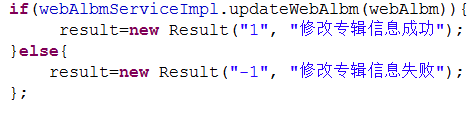 if(webAlbmServiceImpl.updateWebAlbm(webAlbm)){
result=new Result("1", "修改专辑信息成功");
}else{
result=new Result("-1", "修改专辑信息失败");
};